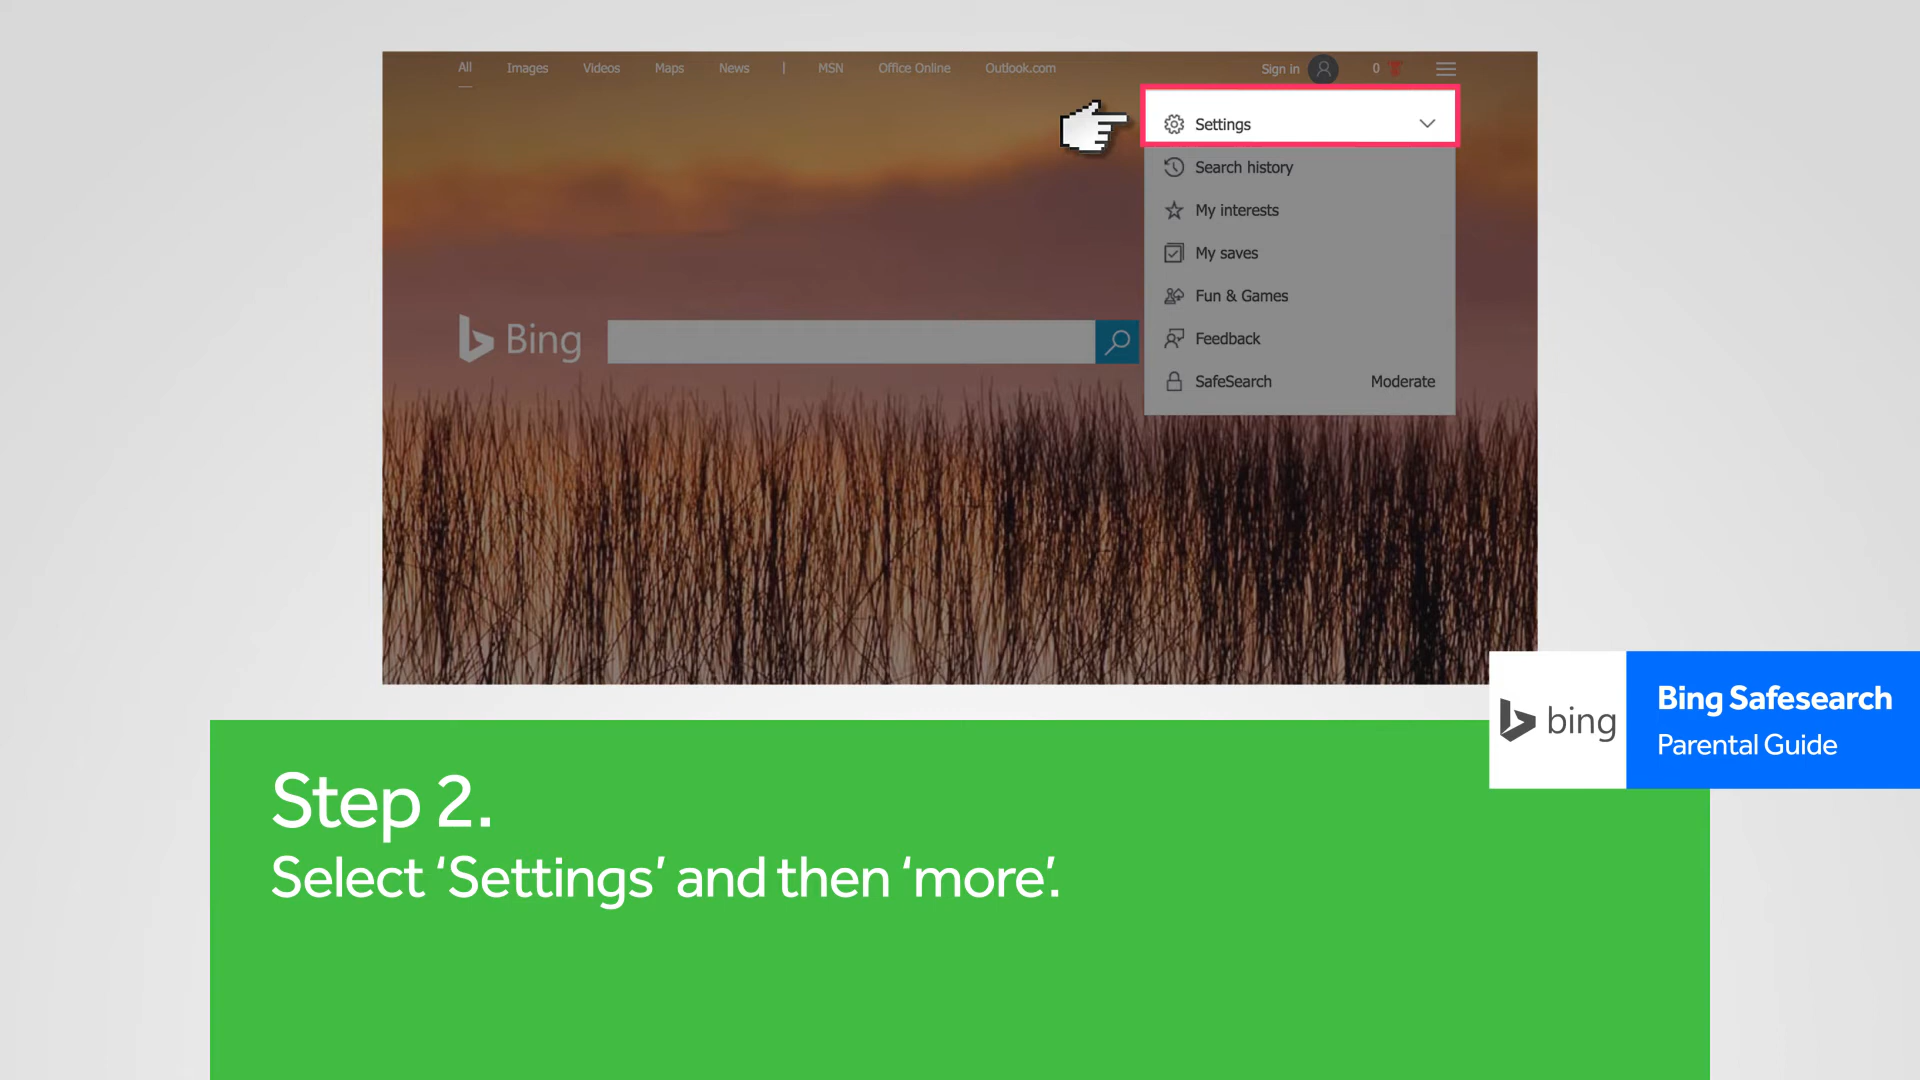 All Images Videos Maps News | MSN Office Online Outlook.com Sign in 0
Settings
Search history
My interests
My saves
Fun & Games
Feedback
SafeSearch Moderate
Bing
bing
Bing Safesearch
Parental Guide
Step 2.
Select ‘Settings’ and then ‘more’.